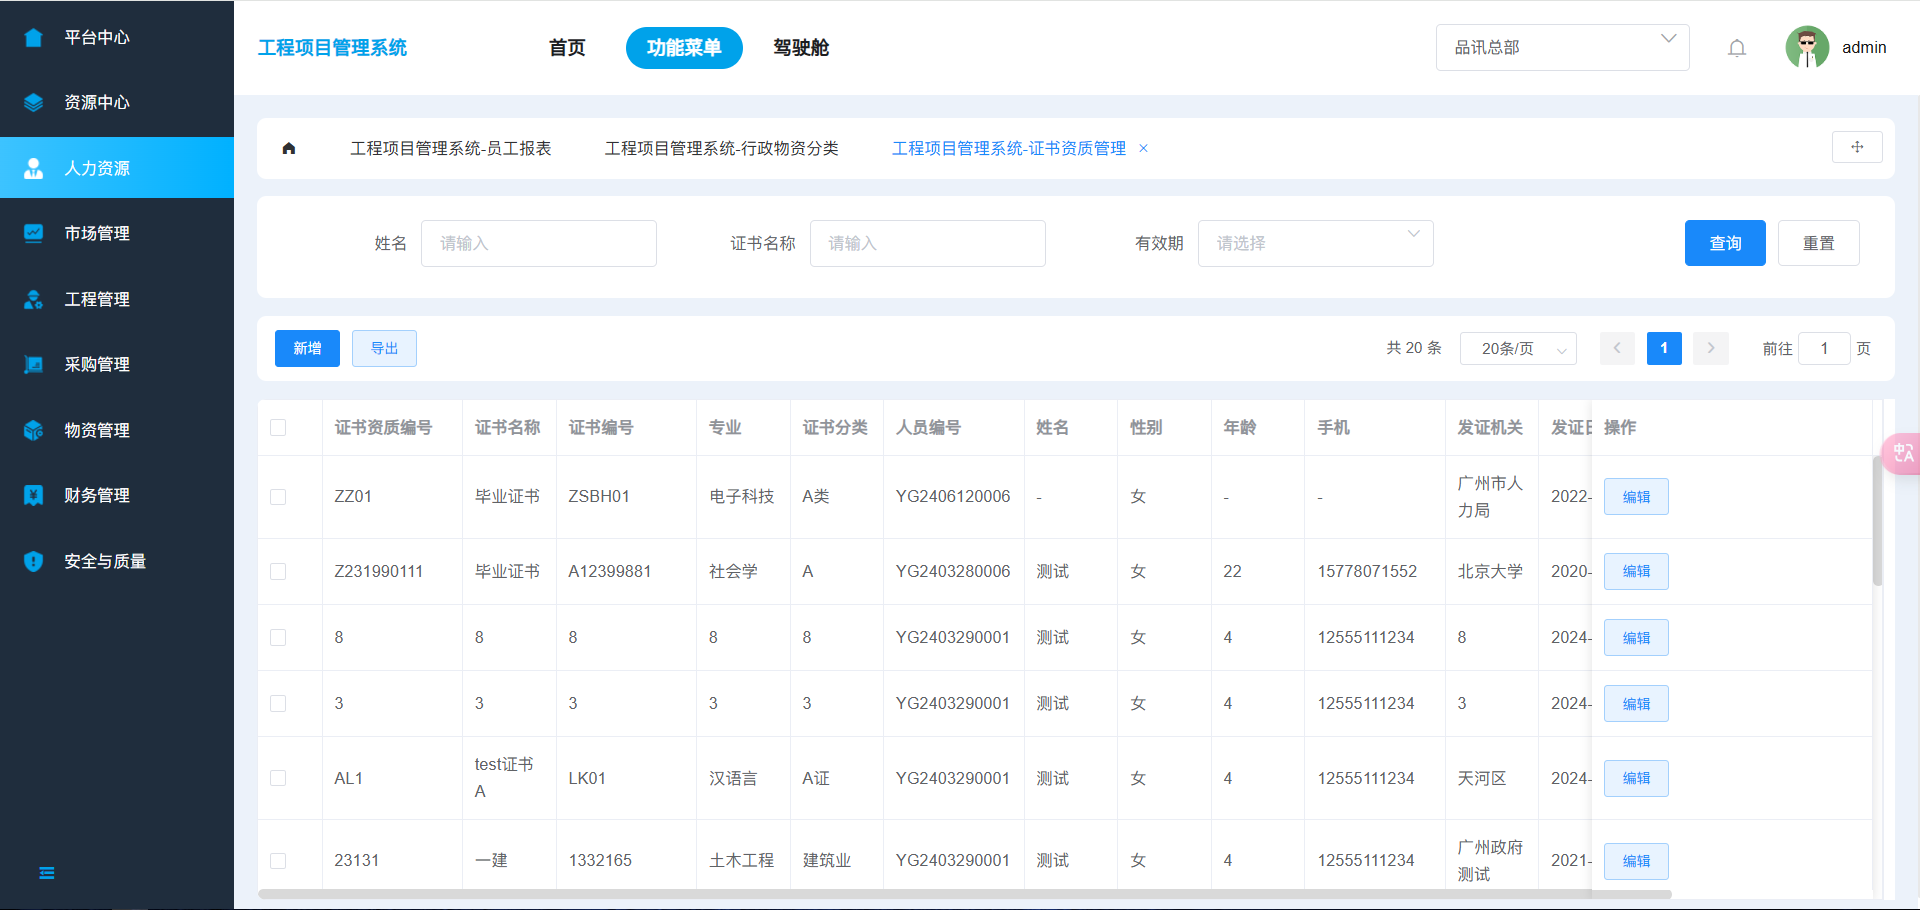 平台中心
资源中心
人力资源
市场管理
工程管理
采购管理
物资管理
财务管理
安全与质量
工程项目管理系统 首页 功能菜单 驾驶舱 品讯总部 admin
工程项目管理系统-员工报表 工程项目管理系统-行政物资分类 工程项目管理系统-证书资质管理 ×
姓名 请输入 证书名称 请输入 有效期 请选择 查询 重置
新增 导出 共 20 条 20条/页 1 前往 1 页
证书资质编号 证书名称 证书编号 专业 证书分类 人员编号 姓名 性别 年龄 手机 发证机关 发证日 操作
ZZ01 毕业证书 ZSBH01 电子科技 A类 YG2406120006 - 女 - - 广州市人 2022- 编辑
力局
Z231990111 毕业证书 A12399881 社会学 A YG2403280006 测试 女 22 15778071552 北京大学 2020- 编辑
8 8 8 8 8 YG2403290001 测试 女 4 12555111234 8 2024- 编辑
3 3 3 3 3 YG2403290001 测试 女 4 12555111234 3 2024- 编辑
AL1 test证书 LK01 汉语言 A证 YG2403290001 测试 女 4 12555111234 天河区 2024- 编辑
A
23131 一建 1332165 土木工程 建筑业 YG2403290001 测试 女 4 12555111234 广州政府 2021- 编辑
测试
中A